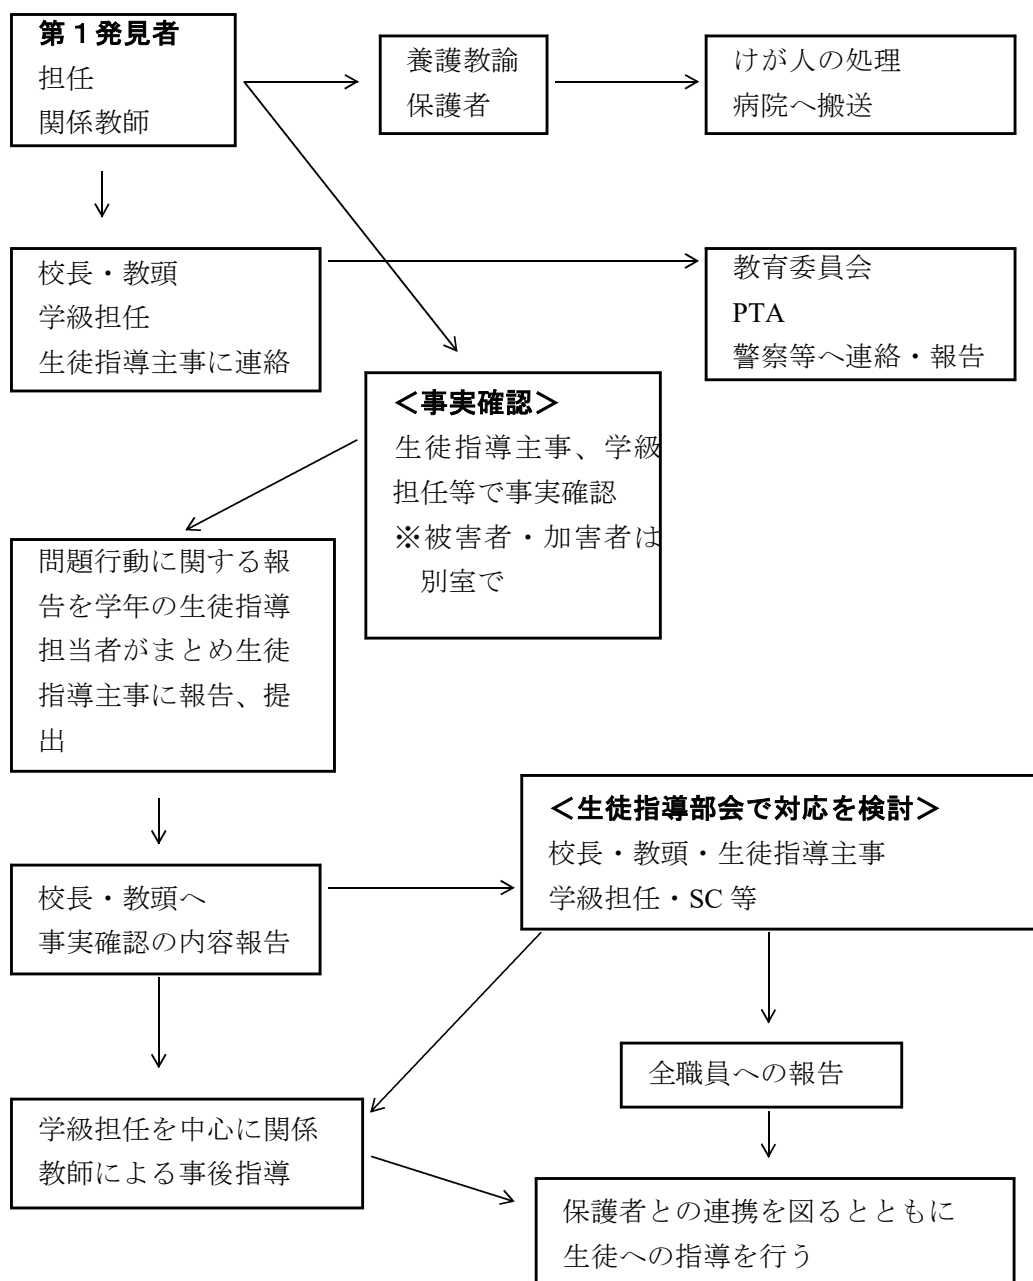 第1発見者
担任
関係教師
養護教諭
保護者
けが人の処理
病院へ搬送
校長・教頭
学級担任
生徒指導主事に連絡
教育委員会
PTA
警察等へ連絡・報告
＜事実確認＞
生徒指導主事、学級
担任等で事実確認
※被害者・加害者は
別室で
問題行動に関する報
告を学年の生徒指導
担当者がまとめ生徒
指導主事に報告、提
出
＜生徒指導部会で対応を検討＞
校長・教頭・生徒指導主事
学級担任・SC 等
校長・教頭へ
事実確認の内容報告
全職員への報告
学級担任を中心に関係
教師による事後指導
保護者との連携を図るとともに
生徒への指導を行う